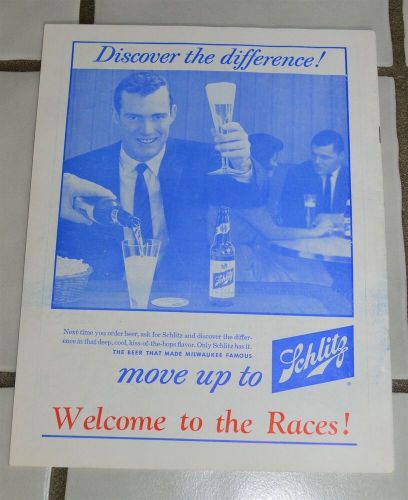 Discover the difference!
Schlitz
Next time you order beer, ask for Schlitz and discover the differ-
ence in that deep, cool, kiss-of-the-hops flavor. Only Schlitz has it.
THE BEER THAT MADE MILWAUKEE FAMOUS
move up to
Schlitz
Welcome to the Races!